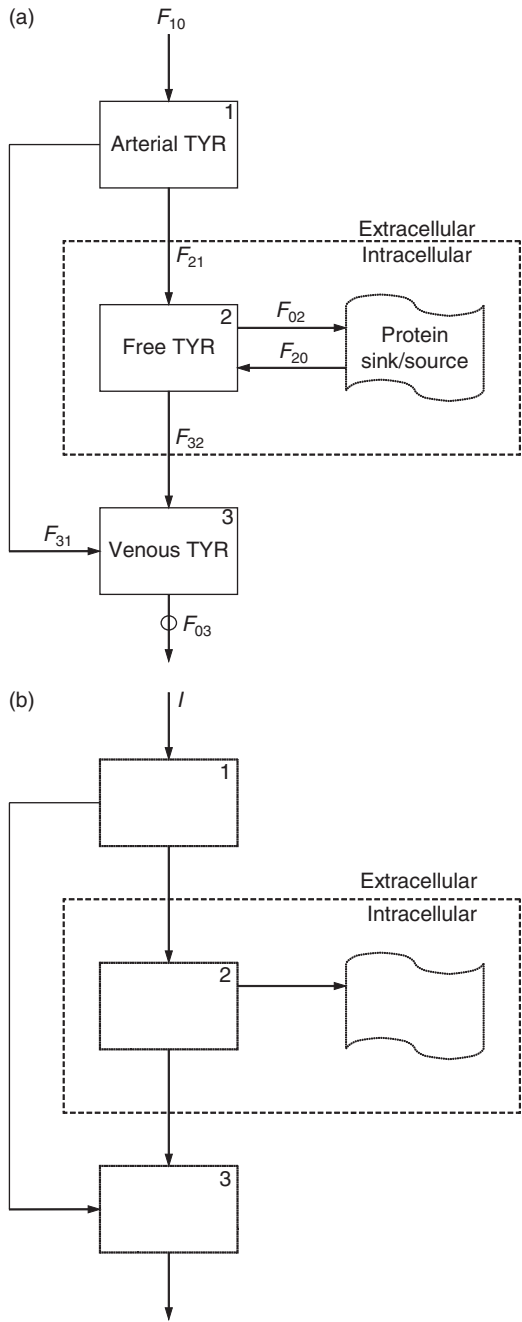 (a)
F10
1
Arterial TYR
Extracellular
F21
Intracellular
2
Free TYR
F02
F20
Protein
sink/source
F32
3
Venous TYR
F31
F03
(b)
I
1
Extracellular
Intracellular
2
3